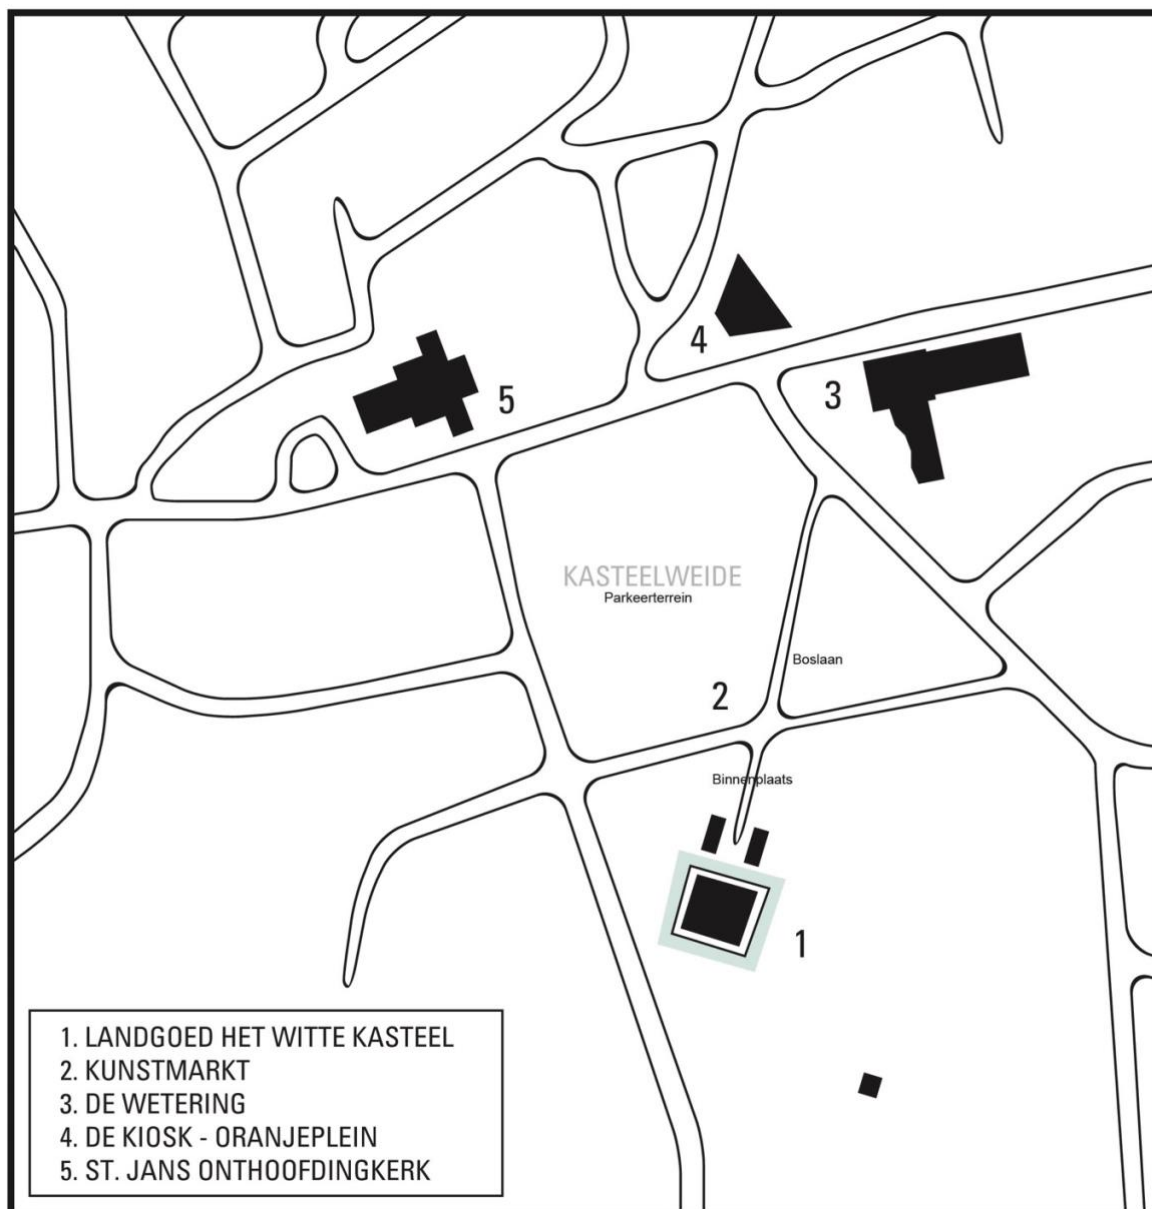 4
3
5
KASTEELWEIDE
Parkeerterrein
Boslaan
2
Binnenplaats
1
1. LANDGOED HET WITTE KASTEEL
2. KUNSTMARKT
3. DE WETERING
4. DE KIOSK - ORANJEPLEIN
5. ST. JANS ONTHOOFDINGKERK